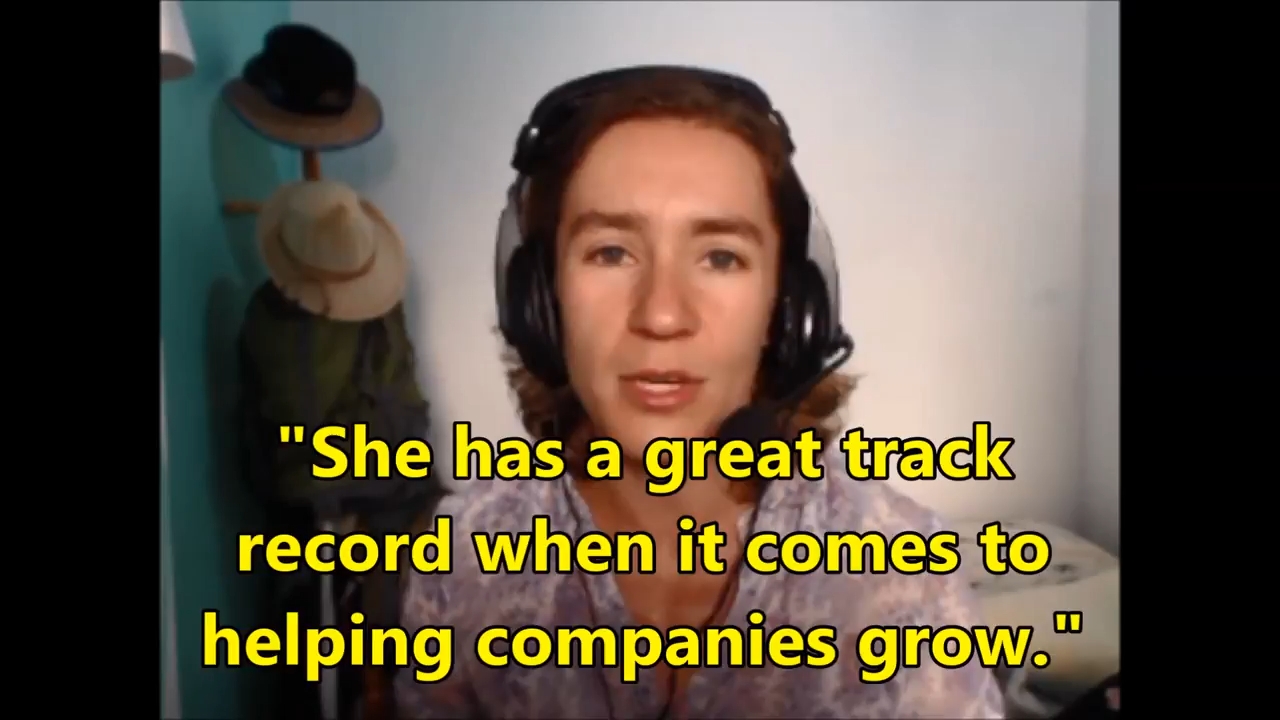 "She has a great track
record when it comes to
helping companies grow."